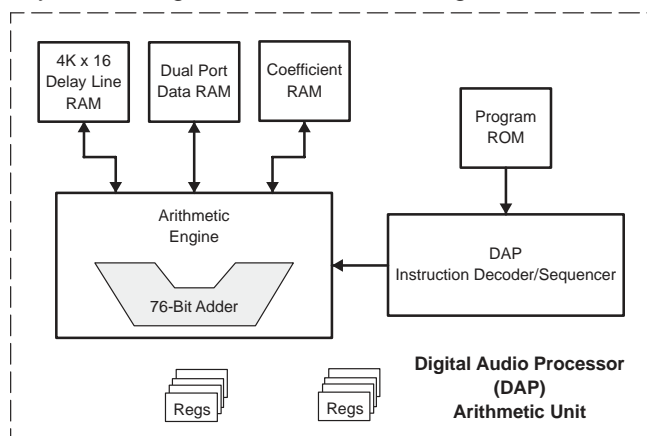 4K x 16
Delay Line
RAM
Dual Port
Data RAM
Coefficient
RAM
Program
ROM
Arithmetic
Engine
76-Bit Adder
DAP
Instruction Decoder/Sequencer
Regs
Regs
Digital Audio Processor
(DAP)
Arithmetic Unit